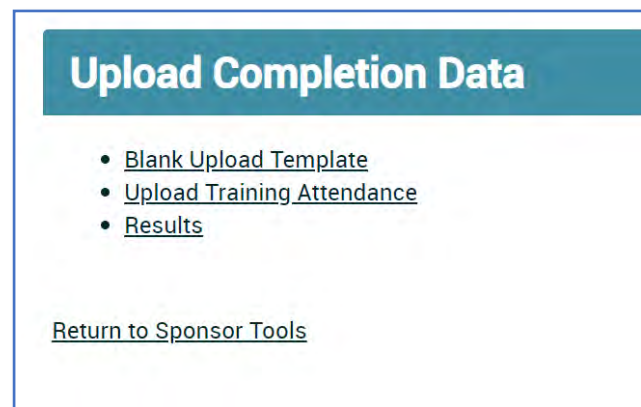 Upload Completion Data
Blank Upload Template
Upload Training Attendance
Results
Return to Sponsor Tools